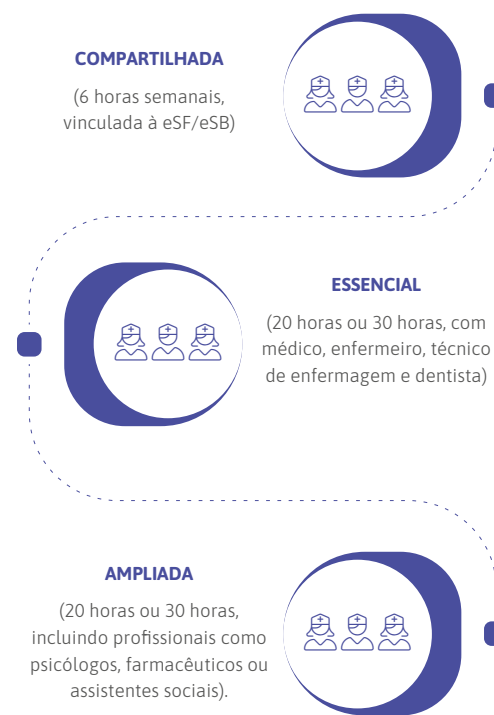 COMPARTILHADA
(6 horas semanais,
vinculada à eSF/eSB)
ESSENCIAL
(20 horas ou 30 horas, com
médico, enfermeiro, técnico
de enfermagem e dentista)
AMPLIADA
(20 horas ou 30 horas,
incluindo profissionais como
psicólogos, farmacêuticos ou
assistentes sociais).